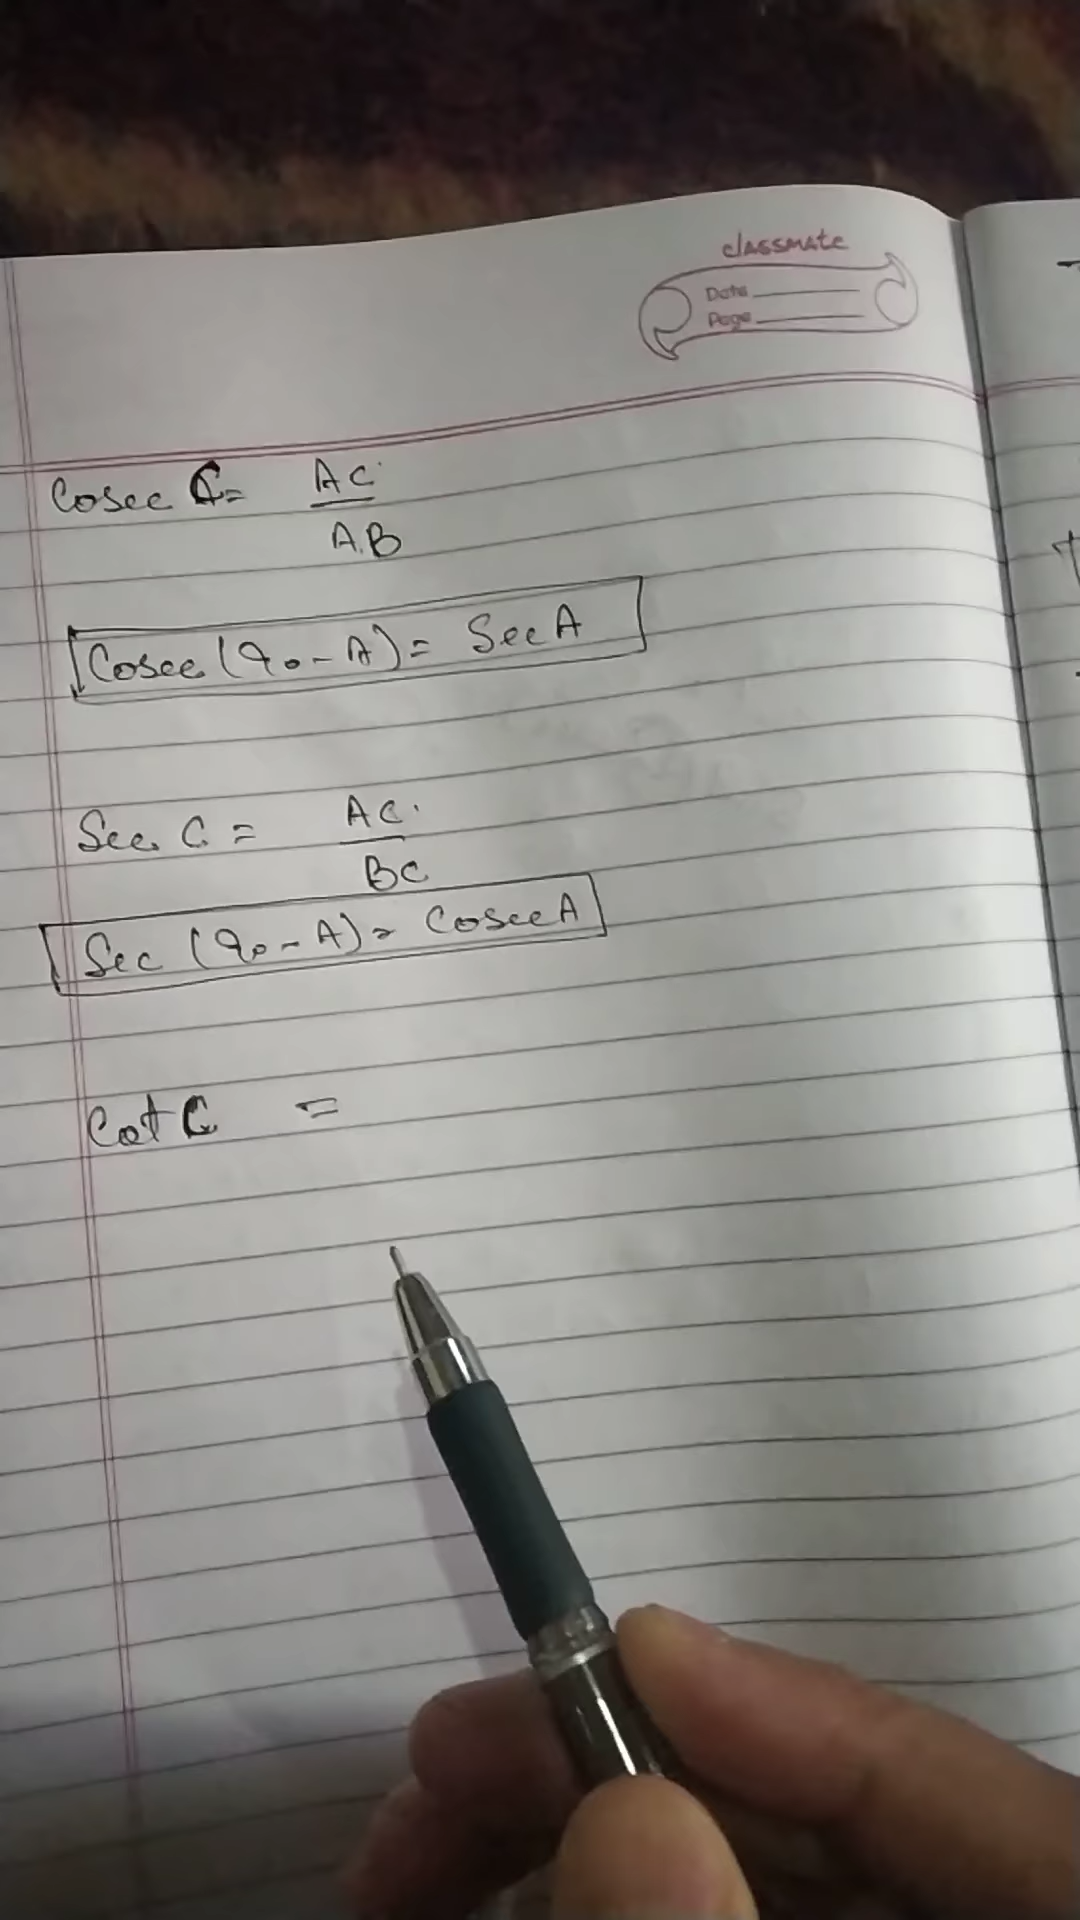 classmate
Date
Page
Cosec C = AC
AB
Cosec (90 - A) = Sec A
Sec C = AC
BC
Sec (90 - A) = Cosec A
Cot C =